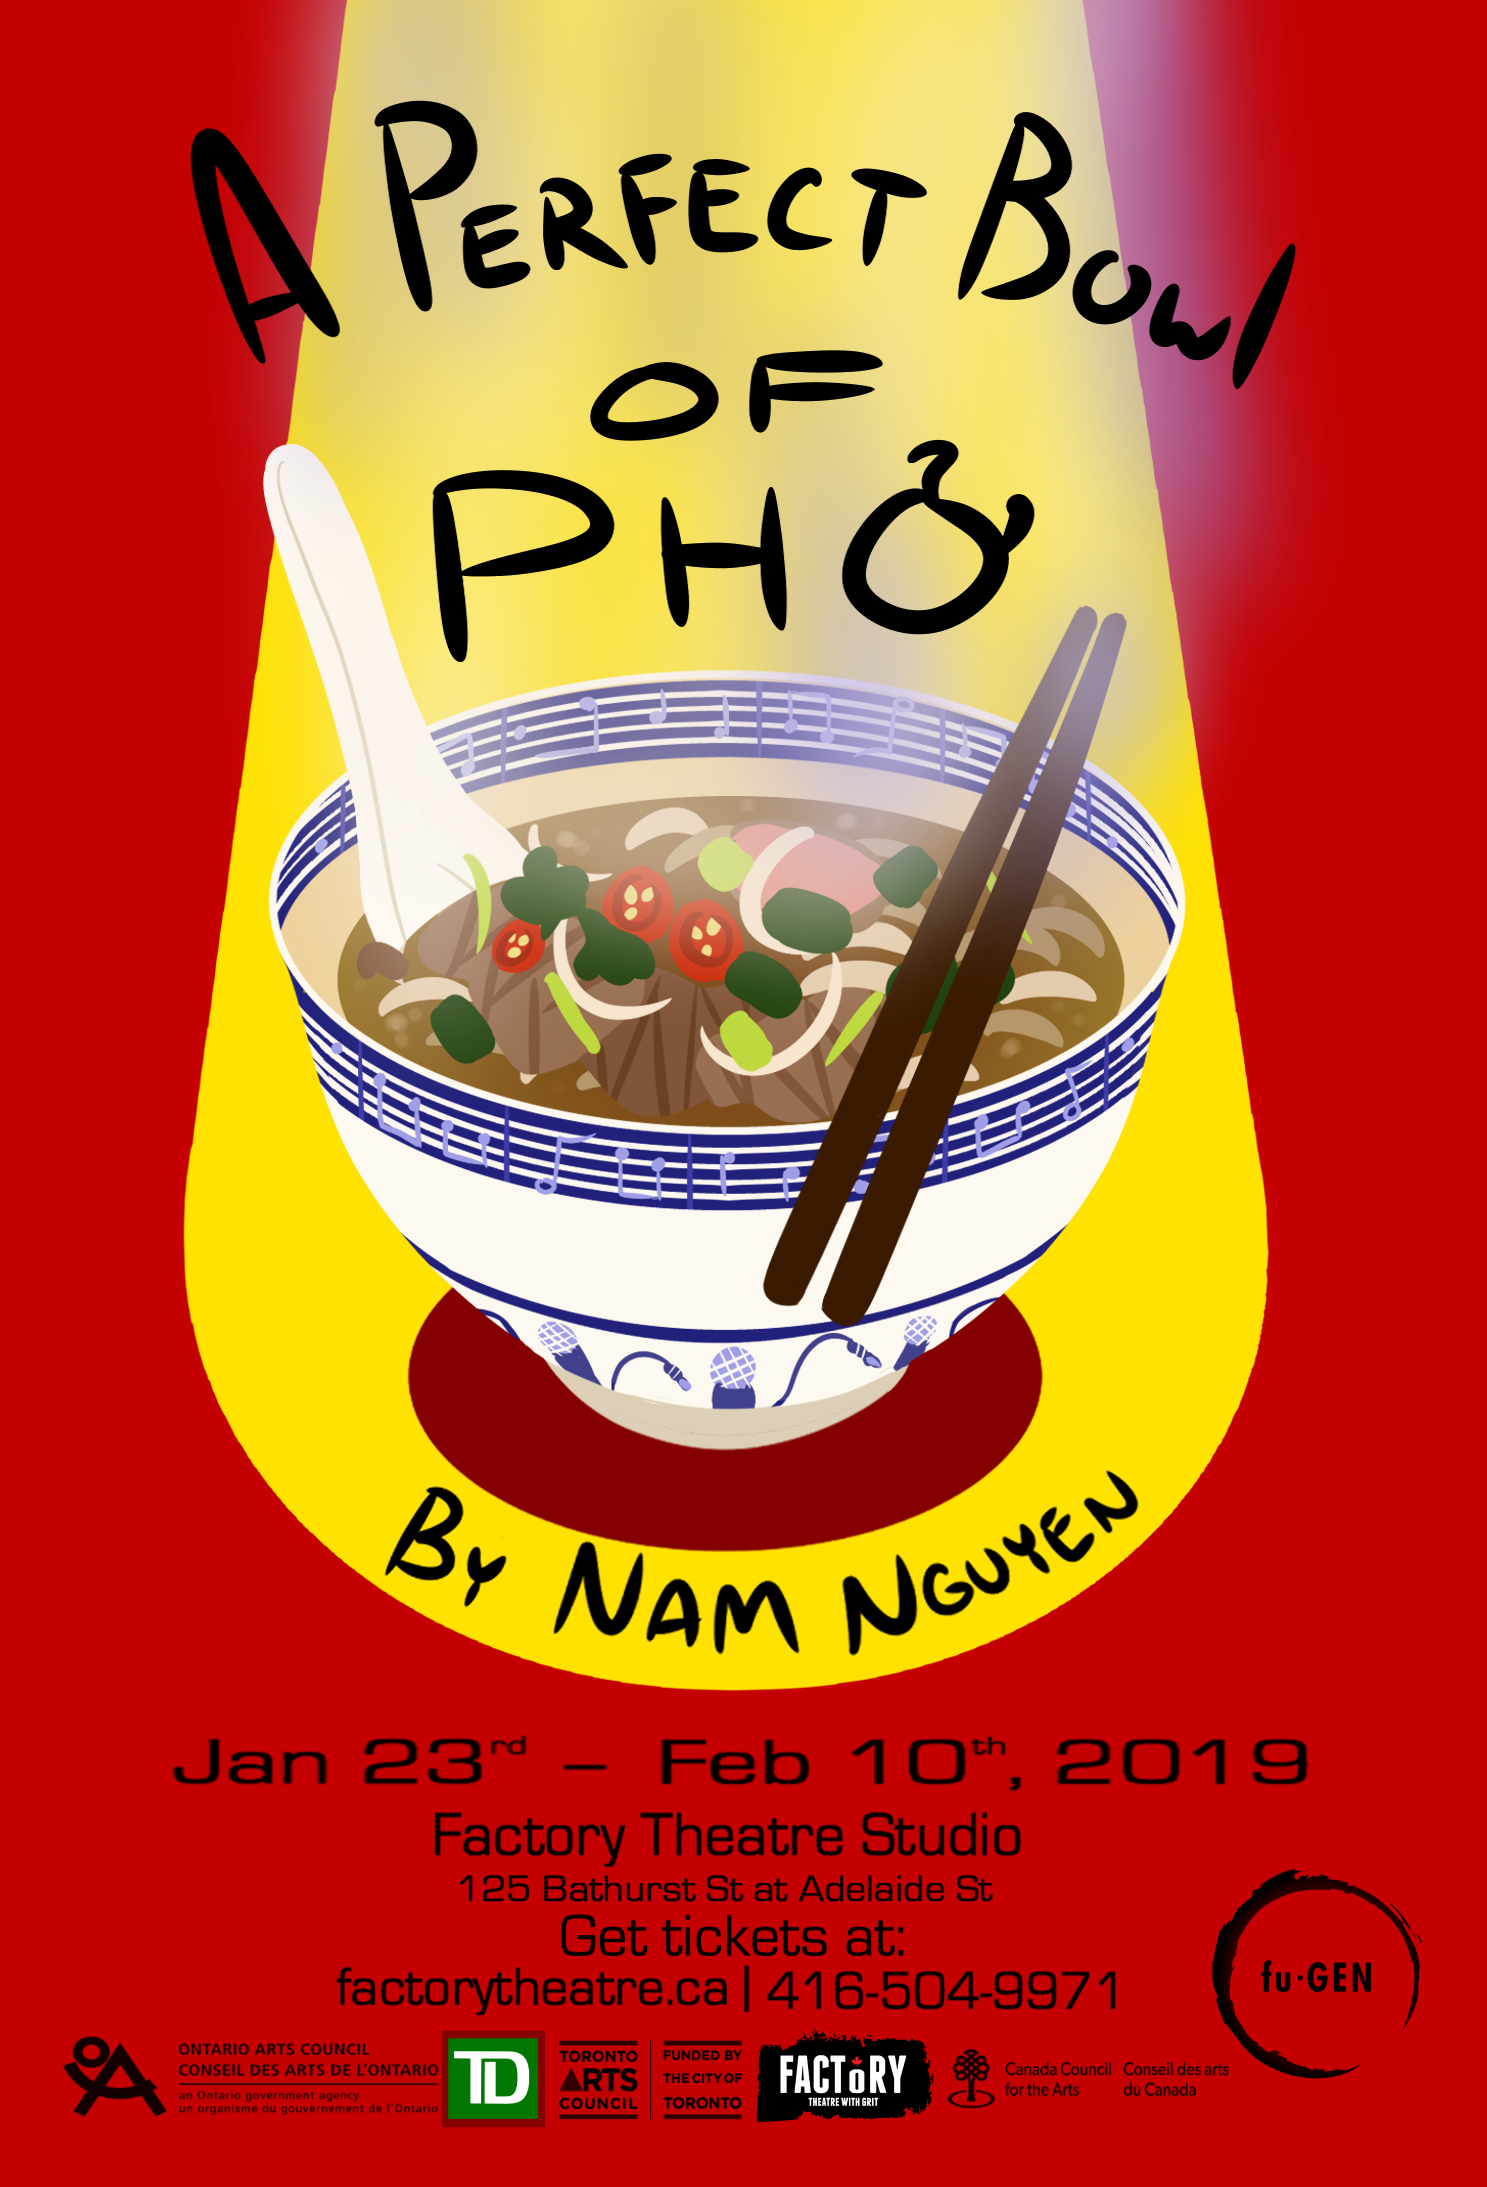 A PERFECT BOWL
OF
PHỞ
BY NAM NGUYEN
Jan 23rd – Feb 10th, 2019
Factory Theatre Studio
125 Bathurst St at Adelaide St
Get tickets at:
factorytheatre.ca | 416-504-9971
fu·GEN
ONTARIO ARTS COUNCIL
CONSEIL DES ARTS DE L'ONTARIO
an Ontario government agency
un organisme du gouvernement de l'Ontario
TD
TORONTO
ARTS
COUNCIL
FUNDED BY
THE CITY OF
TORONTO
FACTORY
THEATRE WITH GRIT
Canada Council
for the Arts
Conseil des arts
du Canada